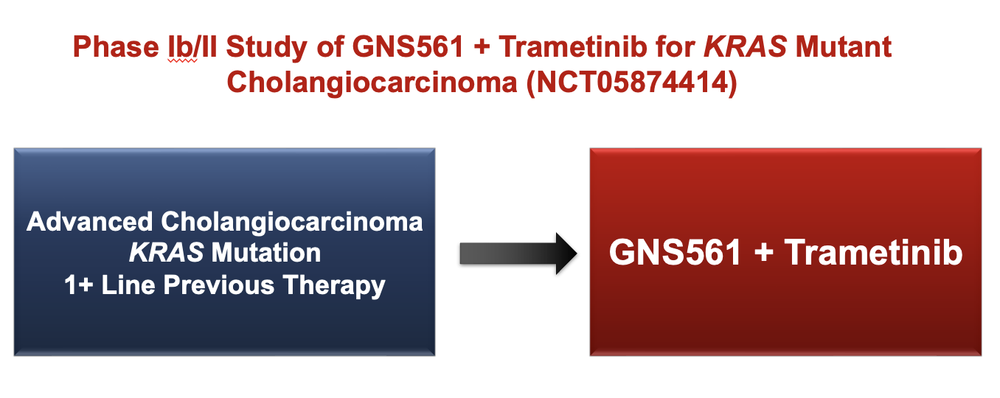 Phase Ib/II Study of GNS561 + Trametinib for KRAS Mutant
Cholangiocarcinoma (NCT05874414)
Advanced Cholangiocarcinoma
KRAS Mutation
1+ Line Previous Therapy
GNS561 + Trametinib